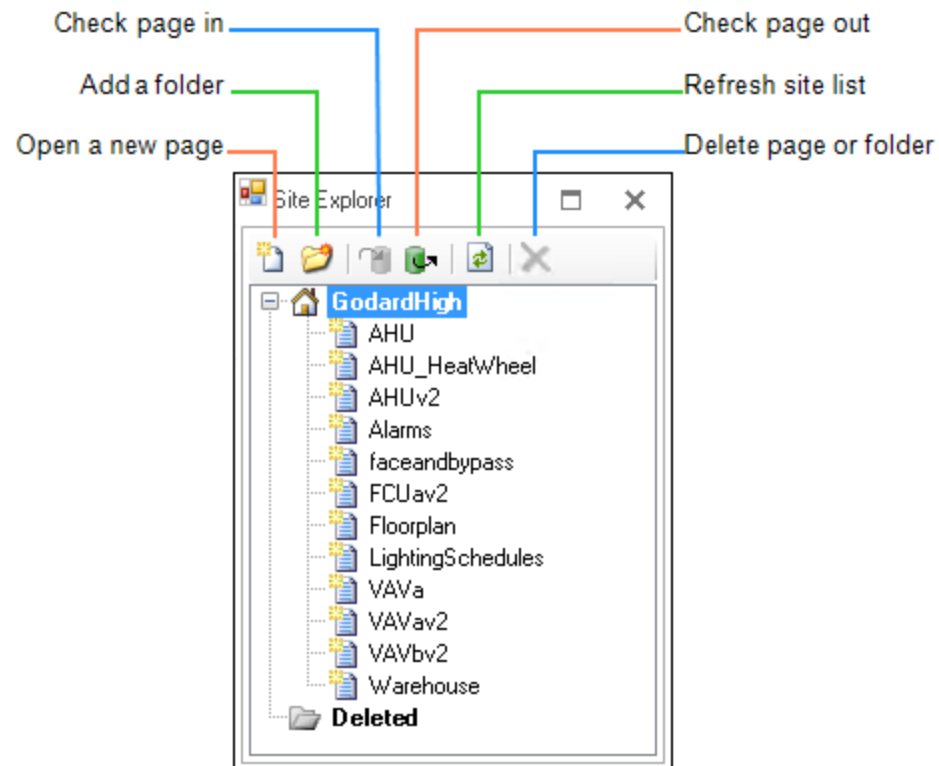 Check page in
Check page out
Add a folder
Refresh site list
Open a new page
Delete page or folder
Site Explorer
GodardHigh
AHU
AHU_HeatWheel
AHUv2
Alarms
faceandbypass
FCUav2
Floorplan
LightingSchedules
VAVa
VAVav2
VAVbv2
Warehouse
Deleted